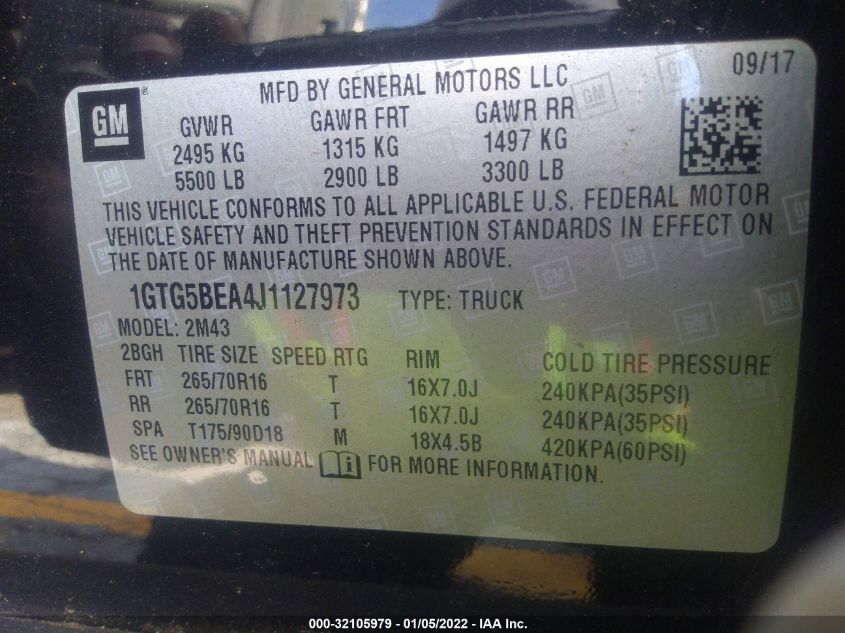 MFD BY GENERAL MOTORS LLC 09/17
GM
GVWR GAWR FRT GAWR RR
2495 KG 1315 KG 1497 KG
5500 LB 2900 LB 3300 LB
THIS VEHICLE CONFORMS TO ALL APPLICABLE U.S. FEDERAL MOTOR
VEHICLE SAFETY AND THEFT PREVENTION STANDARDS IN EFFECT ON
THE DATE OF MANUFACTURE SHOWN ABOVE.
1GTG5BEA4J1127973 TYPE: TRUCK
MODEL: 2M43
2BGH TIRE SIZE SPEED RTG RIM COLD TIRE PRESSURE
FRT 265/70R16 T 16X7.0J 240KPA(35PSI)
RR 265/70R16 T 16X7.0J 240KPA(35PSI)
SPA T175/90D18 M 18X4.5B 420KPA(60PSI)
SEE OWNER'S MANUAL i FOR MORE INFORMATION.
000-32105979 - 01/05/2022 - IAA Inc.